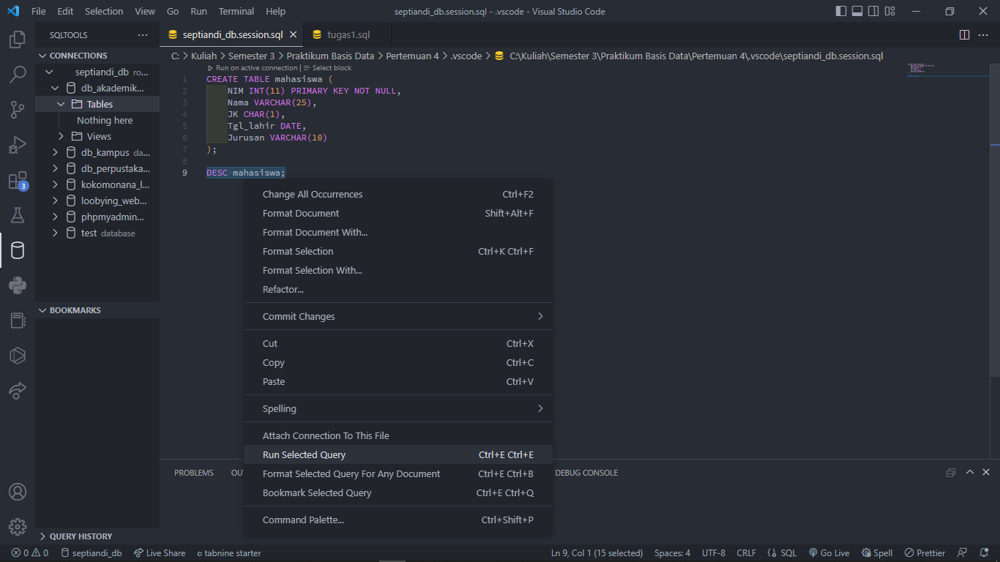 File Edit Selection View Go Run Terminal Help septiandi_db.session.sql - .vscode - Visual Studio Code
SQLTOOLS ···
septiandi_db.session.sql
tugas1.sql
CONNECTIONS
septiandi_db ro...
db_akademik...
Tables
Nothing here
Views
db_kampus da...
db_perpustaka...
kokomonana_l...
loobying_web...
phpmyadmin...
test database
BOOKMARKS
QUERY HISTORY
3
C: > Kuliah > Semester 3 > Praktikum Basis Data > Pertemuan 4 > .vscode > C:\Kuliah\Semester 3\Praktikum Basis Data\Pertemuan 4\.vscode\septiandi_db.session.sql
Run on active connection | Select block
1 CREATE TABLE mahasiswa (
2 NIM INT(11) PRIMARY KEY NOT NULL,
3 Nama VARCHAR(25),
4 JK CHAR(1),
5 Tgl_lahir DATE,
6 Jurusan VARCHAR(10)
7 );
8
9 DESC mahasiswa;
Change All Occurrences Ctrl+F2
Format Document Shift+Alt+F
Format Document With...
Format Selection Ctrl+K Ctrl+F
Format Selection With...
Refactor...
Commit Changes
Cut Ctrl+X
Copy Ctrl+C
Paste Ctrl+V
Spelling
Attach Connection To This File
Run Selected Query Ctrl+E Ctrl+E
Format Selected Query For Any Document Ctrl+E Ctrl+B
Bookmark Selected Query Ctrl+E Ctrl+Q
Command Palette... Ctrl+Shift+P
PROBLEMS OU DEBUG CONSOLE
0 0 septiandi_db Live Share tabnine starter Ln 9, Col 1 (15 selected) Spaces: 4 UTF-8 CRLF {} SQL Go Live Spell Prettier